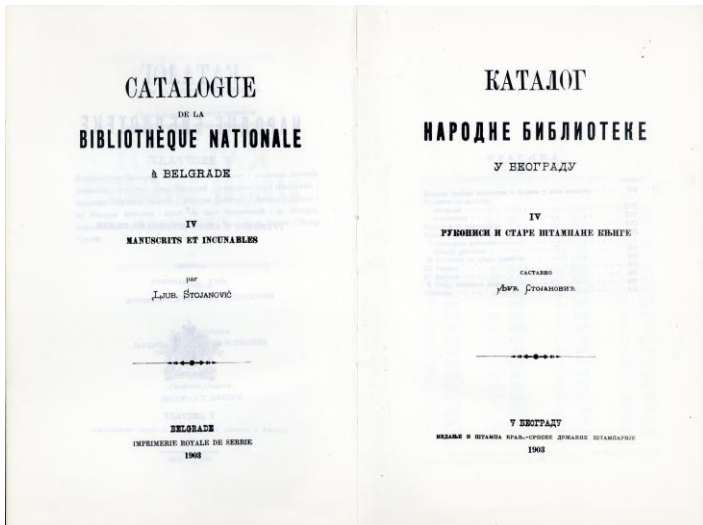 CATALOGUE
DE LA
BIBLIOTHÈQUE NATIONALE
à BELGRADE
IV
MANUSCRITS ET INCUNABLES
par
Ljub. Stojanović
BELGRADE
IMPRIMERIE ROYALE DE SERBIE
1903
КАТАЛОГ
НАРОДНЕ БИБЛИОТЕКЕ
У БЕОГРАДУ
IV
РУКОПИСИ И СТАРЕ ШТАМПАНЕ КЊИГЕ
САСТАВИО
Љуб. Стојановић
У БЕОГРАДУ
ИЗДАЊЕ И ШТАМПА КРАЉ.-СРПСКЕ ДРЖАВНЕ ШТАМПАРИЈЕ
1903